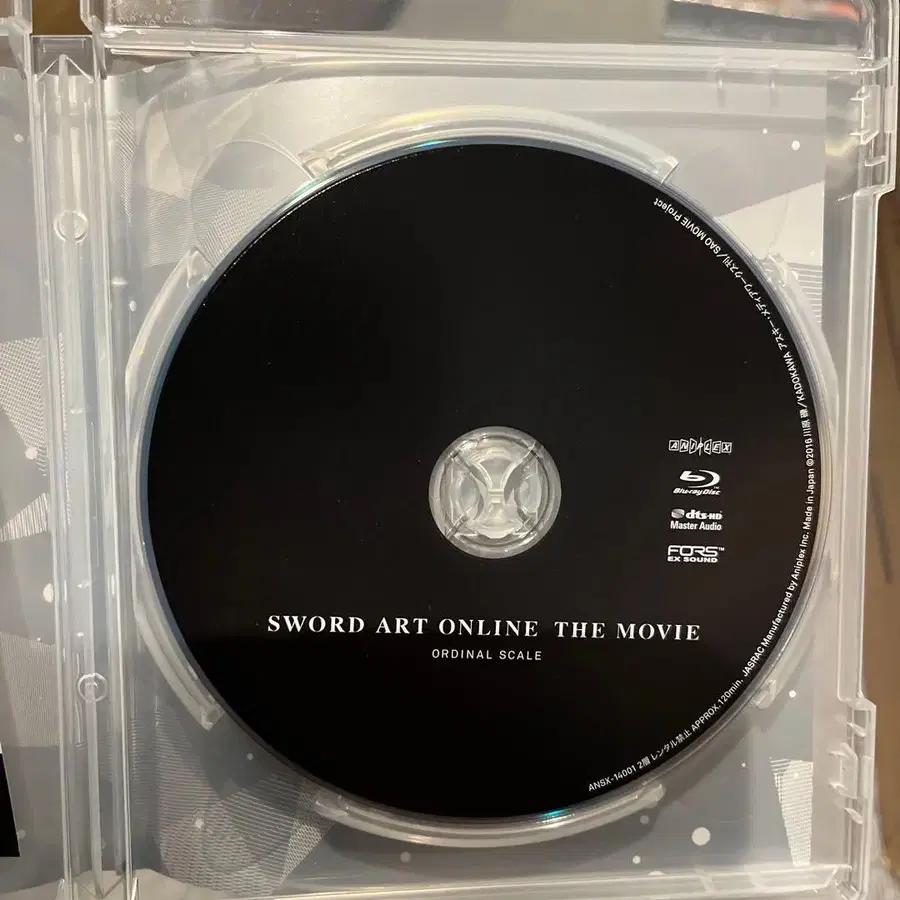 ANIPLEX
Blu-ray Disc™
dts-HD
Master Audio
FORS™
EX SOUND
SWORD ART ONLINE THE MOVIE
ORDINAL SCALE
ANSX-14001 2層 レンタル禁止 APPROX.120min. JASRAC Manufactured by Aniplex Inc. Made in Japan ©2016 川原 礫/KADOKAWA アスキー・メディアワークス刊/SAO MOVIE Project